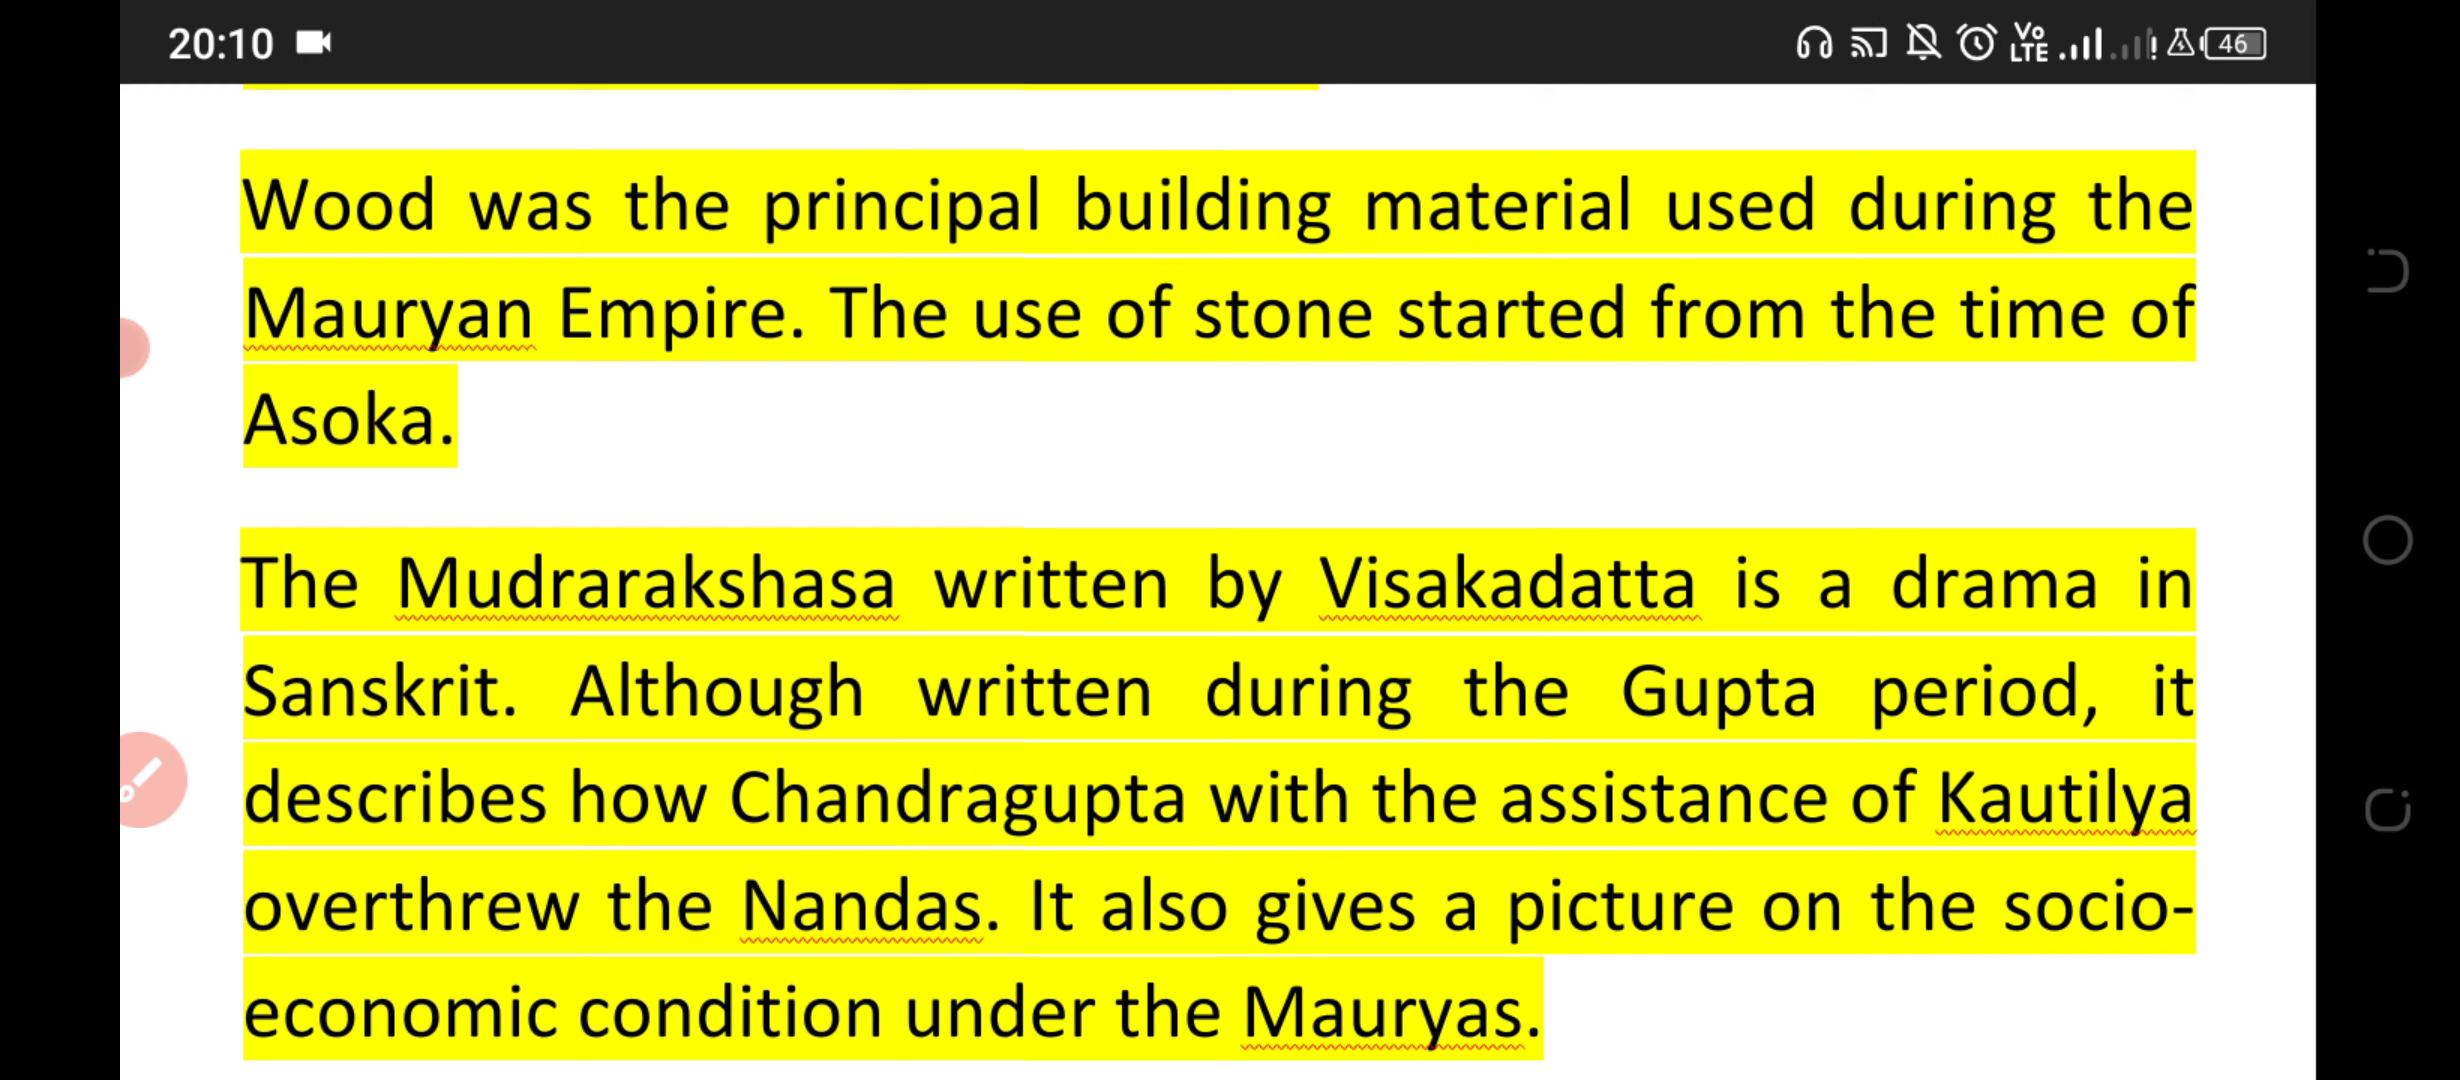 20:10 Vo LTE 46
Wood was the principal building material used during the
Mauryan Empire. The use of stone started from the time of
Asoka.
The Mudrarakshasa written by Visakadatta is a drama in
Sanskrit. Although written during the Gupta period, it
describes how Chandragupta with the assistance of Kautilya
overthrew the Nandas. It also gives a picture on the socio-
economic condition under the Mauryas.